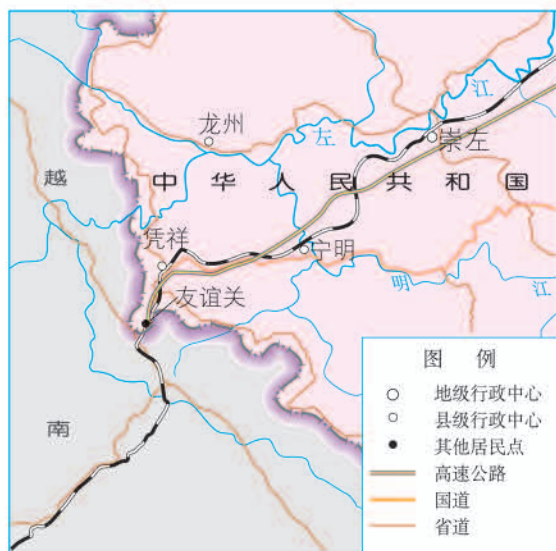 江
龙州
左
崇左
越
中华人民共和国
凭祥
宁明
明
江
友谊关
南
图 例
地级行政中心
县级行政中心
其他居民点
高速公路
国道
省道